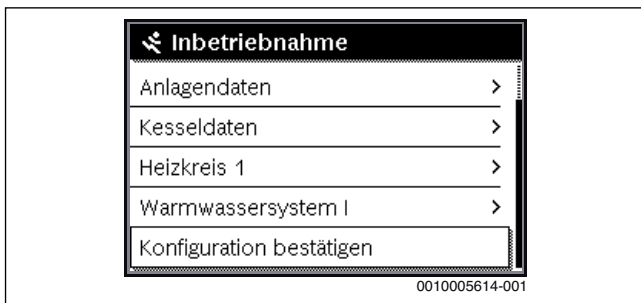 Inbetriebnahme
Anlagendaten >
Kesseldaten >
Heizkreis 1 >
Warmwassersystem I >
Konfiguration bestätigen
0010005614-001